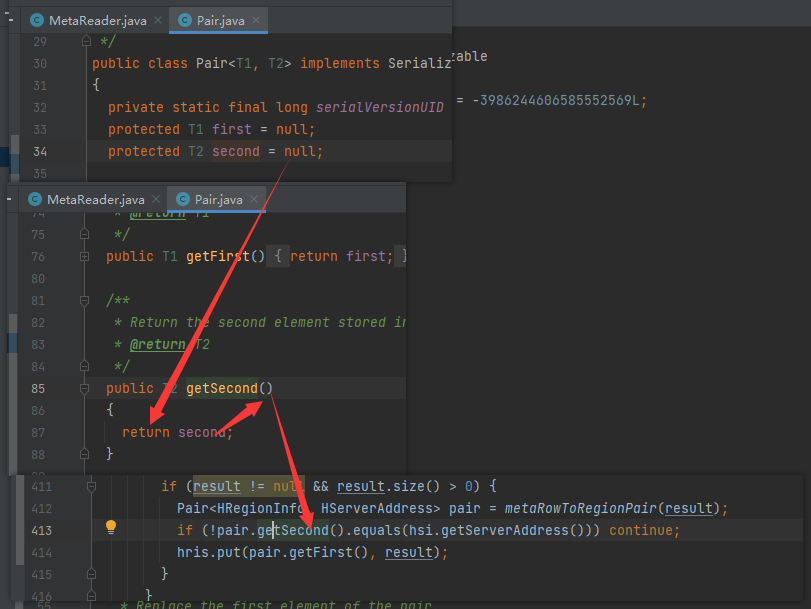 MetaReader.java × Pair.java ×
29 */
30 public class Pair<T1, T2> implements Serializable
31 {
32 private static final long serialVersionUID = -3986244606585552569L;
33 protected T1 first = null;
34 protected T2 second = null;
35
MetaReader.java × Pair.java ×
74 * @return T1
75 */
76 public T1 getFirst() { return first; }
80
81 /**
82 * Return the second element stored in
83 * @return T2
84 */
85 public T2 getSecond()
86 {
87 return second;
88 }
411 if (result != null && result.size() > 0) {
412 Pair<HRegionInfo, HServerAddress> pair = metaRowToRegionPair(result);
413 if (!pair.getSecond().equals(hsi.getServerAddress())) continue;
414 hris.put(pair.getFirst(), result);
415 }
416 }
55 * Replace the first element of the pair